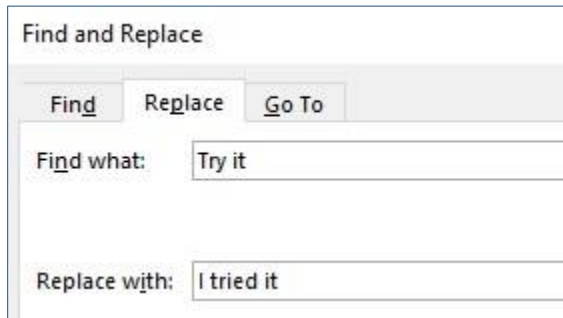 Find and Replace
Find Replace Go To
Find what: Try it
Replace with: I tried it